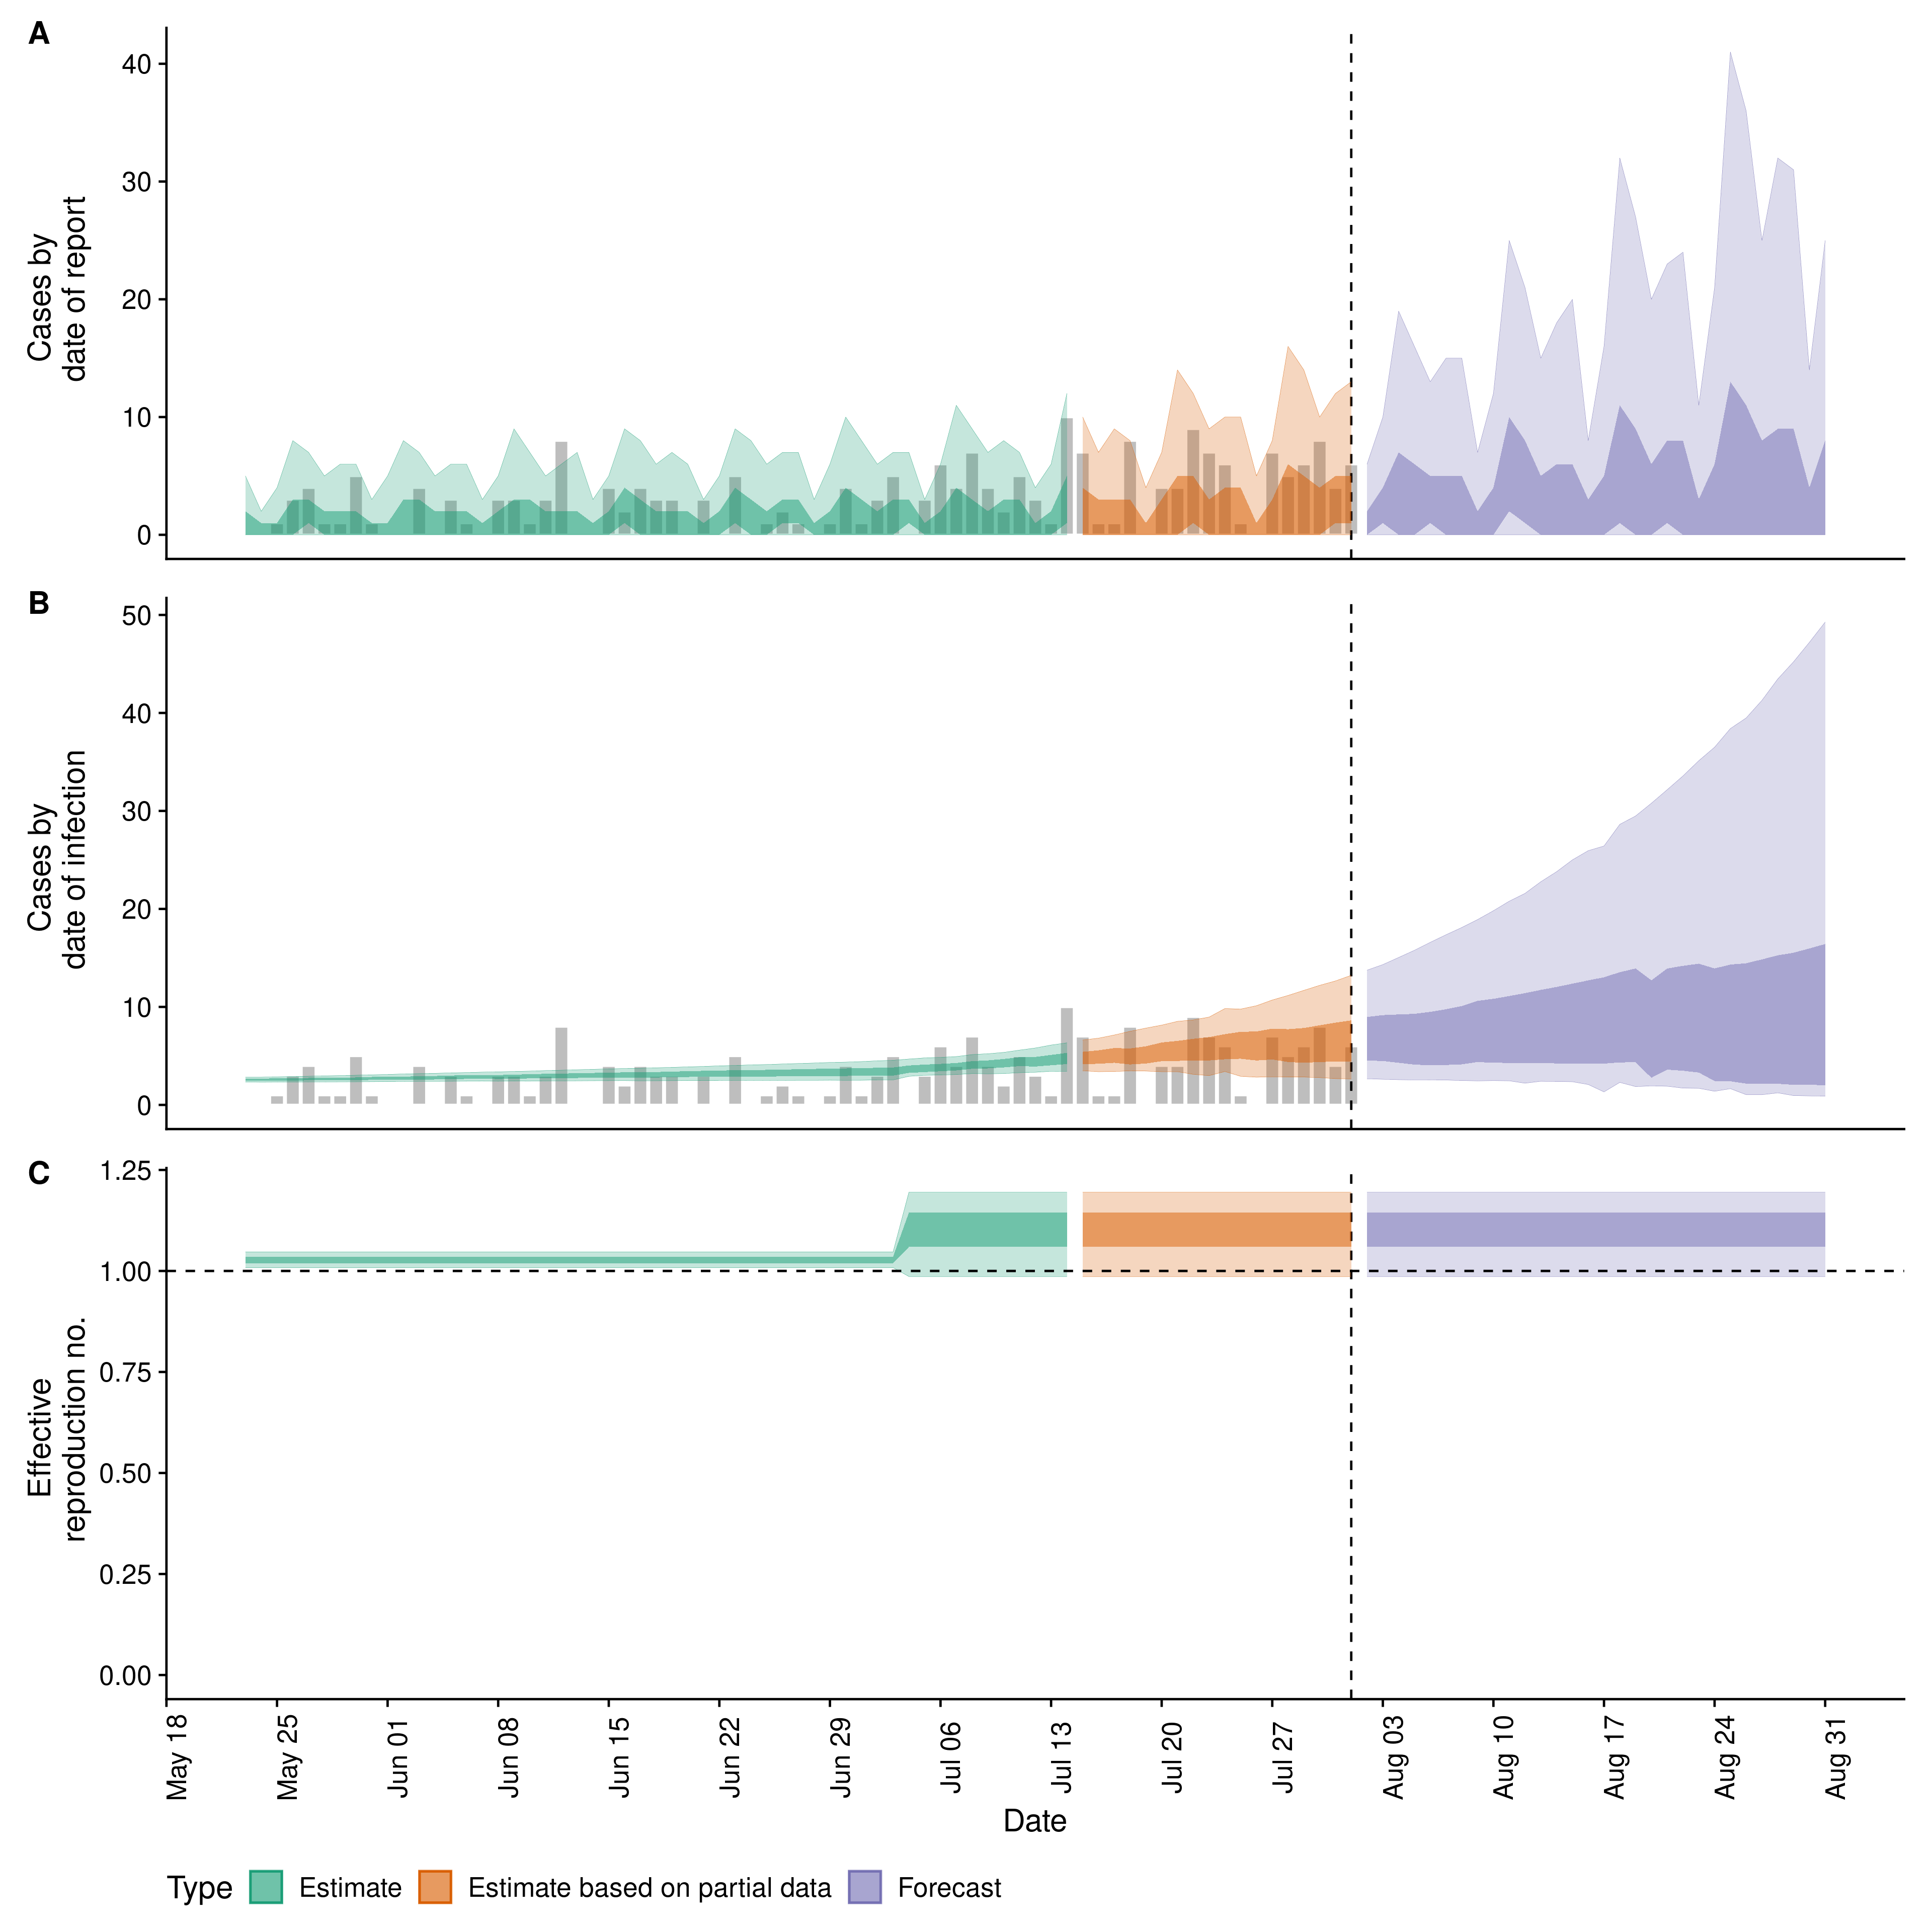 A
Cases by
date of report
40
30
20
10
0
B
Cases by
date of infection
50
40
30
20
10
0
C
Effective
reproduction no.
1.25
1.00
0.75
0.50
0.25
0.00
May 18
May 25
Jun 01
Jun 08
Jun 15
Jun 22
Jun 29
Jul 06
Jul 13
Jul 20
Jul 27
Aug 03
Aug 10
Aug 17
Aug 24
Aug 31
Date
Type Estimate Estimate based on partial data Forecast